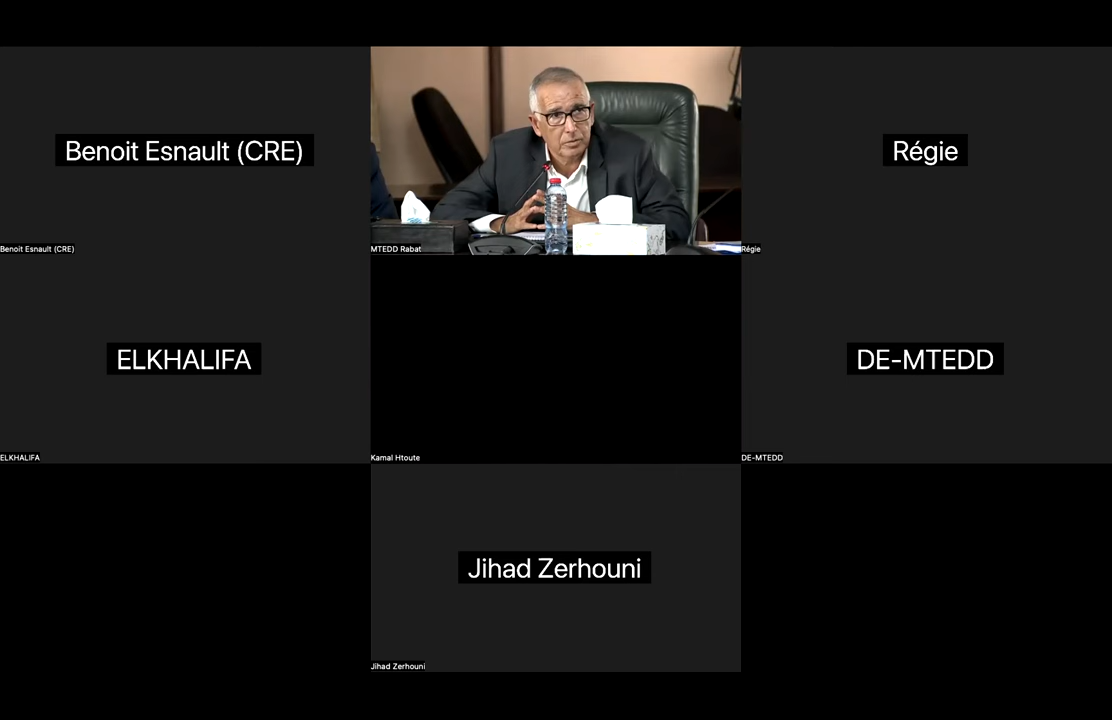 Benoit Esnault (CRE)
Benoit Esnault (CRE)
MTEDD Rabat
Régie
Régie
ELKHALIFA
ELKHALIFA
Kamal Htoute
DE-MTEDD
DE-MTEDD
Jihad Zerhouni
Jihad Zerhouni